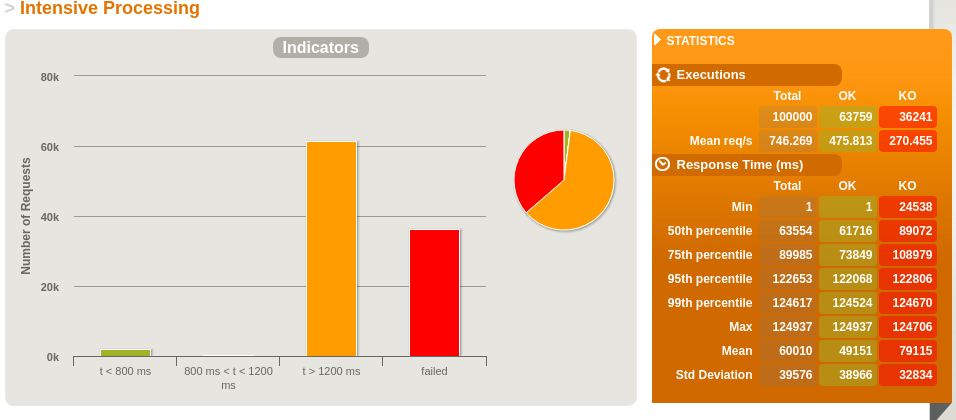 > Intensive Processing
Indicators
80k
60k
40k
20k
0k
Number of Requests
t < 800 ms
800 ms < t < 1200
ms
t > 1200 ms
failed
STATISTICS
Executions
Total OK KO
100000 63759 36241
Mean req/s 746.269 475.813 270.455
Response Time (ms)
Total OK KO
Min 1 1 24538
50th percentile 63554 61716 89072
75th percentile 89985 73849 108979
95th percentile 122653 122068 122806
99th percentile 124617 124524 124670
Max 124937 124937 124706
Mean 60010 49151 79115
Std Deviation 39576 38966 32834